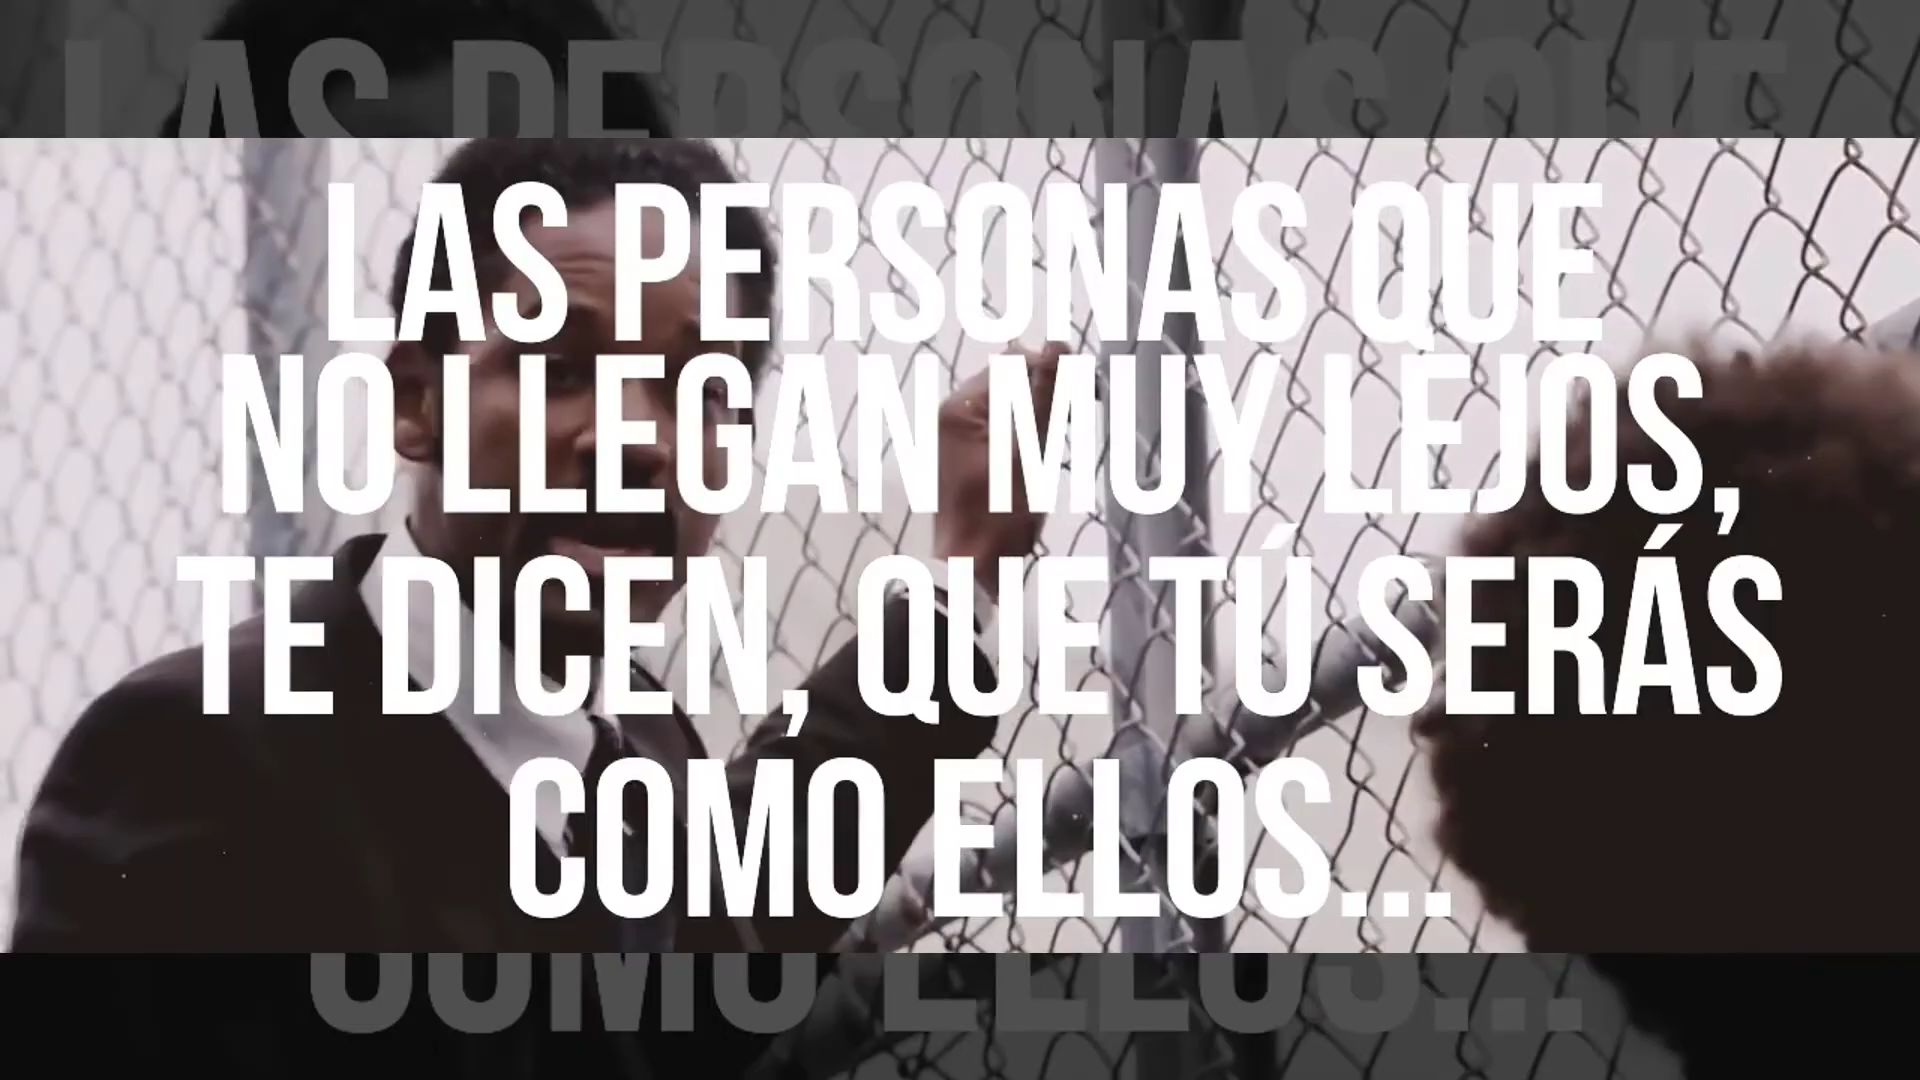 LAS PERSONAS QUE
NO LLEGAN MUY LEJOS,
TE DICEN, QUE TÚ SERÁS
COMO ELLOS...